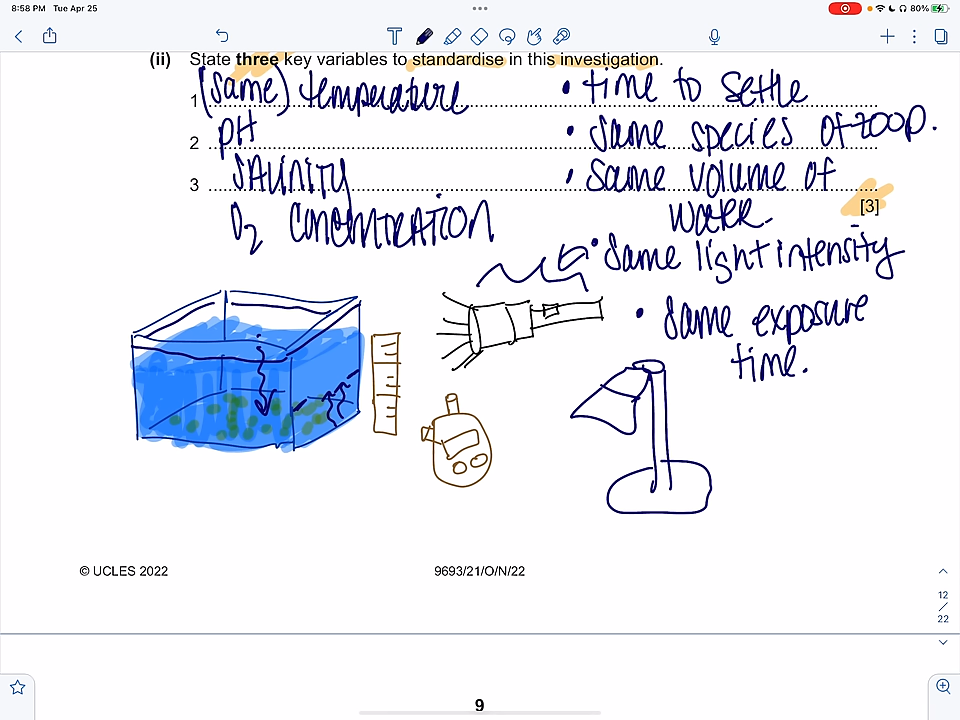 8:58 PM Tue Apr 25
80%
(ii) State three key variables to standardise in this investigation.
1 (same) temperature
2 pH
3 SALINITY
O2 CONCENTRATION
• time to settle
• same species of zoop.
• same volume of
water.
[3]
• same light intensity
• same exposure
time.
© UCLES 2022
9693/21/O/N/22
12
/
22
9